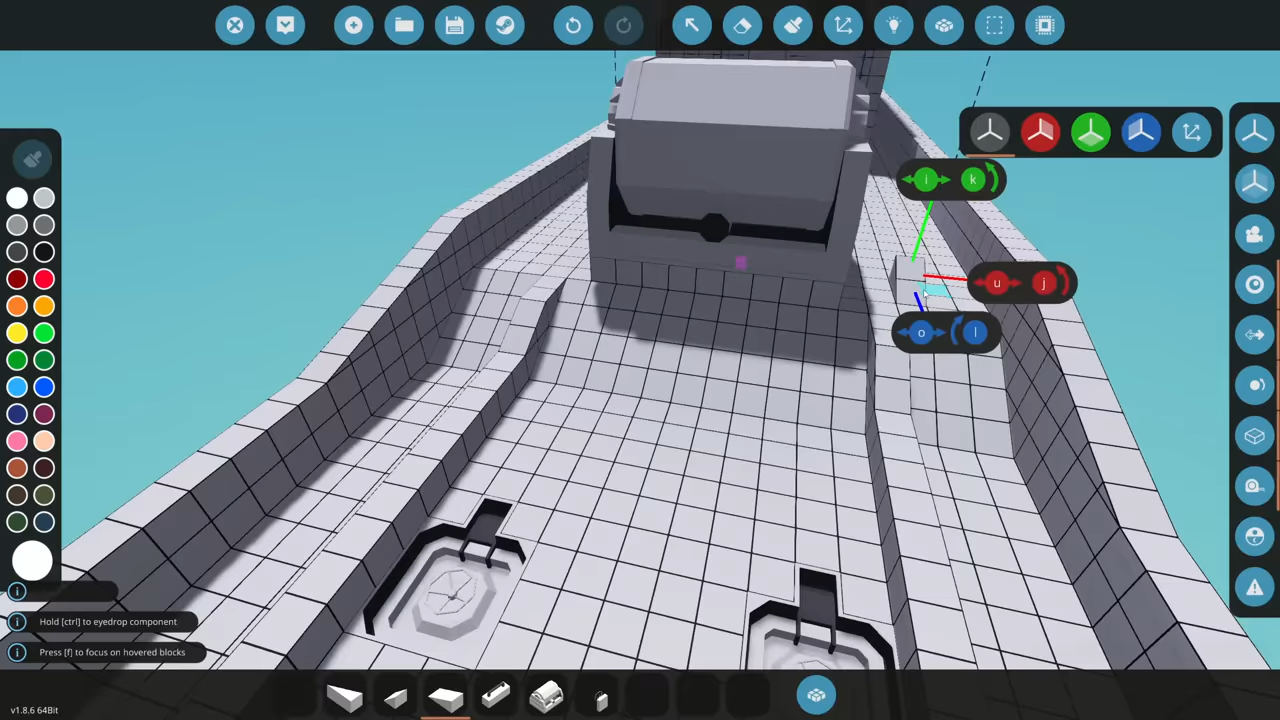 i k
u j
o l
Hold [ctrl] to eyedrop component
Press [f] to focus on hovered blocks
v1.8.6 64Bit